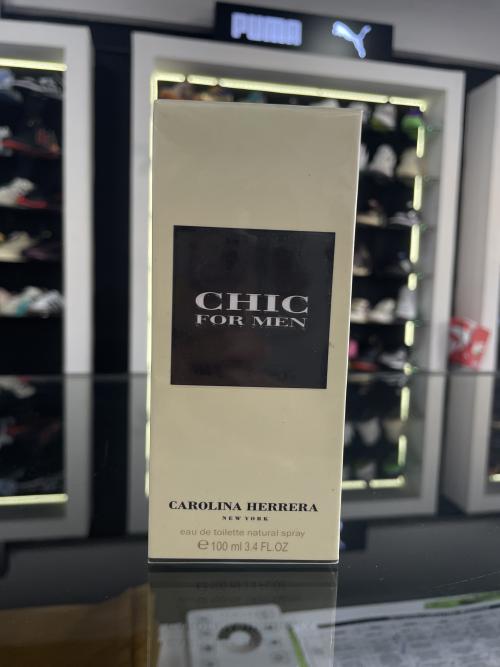 PUMA
CHIC
FOR MEN
CAROLINA HERRERA
NEW YORK
eau de toilette natural spray
℮ 100 ml 3.4 FL.OZ